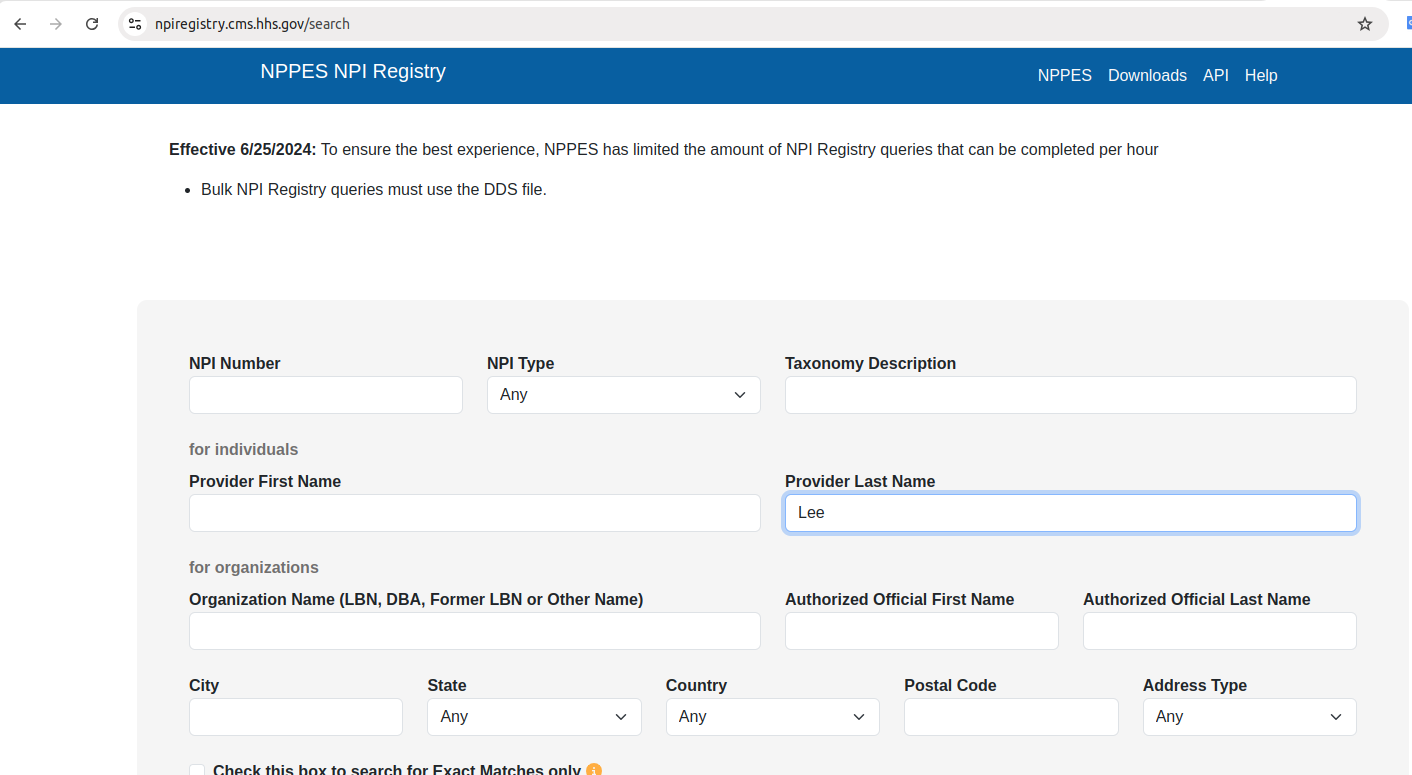 npiregistry.cms.hhs.gov/search
NPPES NPI Registry
NPPES Downloads API Help
Effective 6/25/2024: To ensure the best experience, NPPES has limited the amount of NPI Registry queries that can be completed per hour
• Bulk NPI Registry queries must use the DDS file.
NPI Number NPI Type Taxonomy Description
Any
for individuals
Provider First Name Provider Last Name
Lee
for organizations
Organization Name (LBN, DBA, Former LBN or Other Name) Authorized Official First Name Authorized Official Last Name
City State Country Postal Code Address Type
Any Any Any
Check this box to search for Exact Matches only